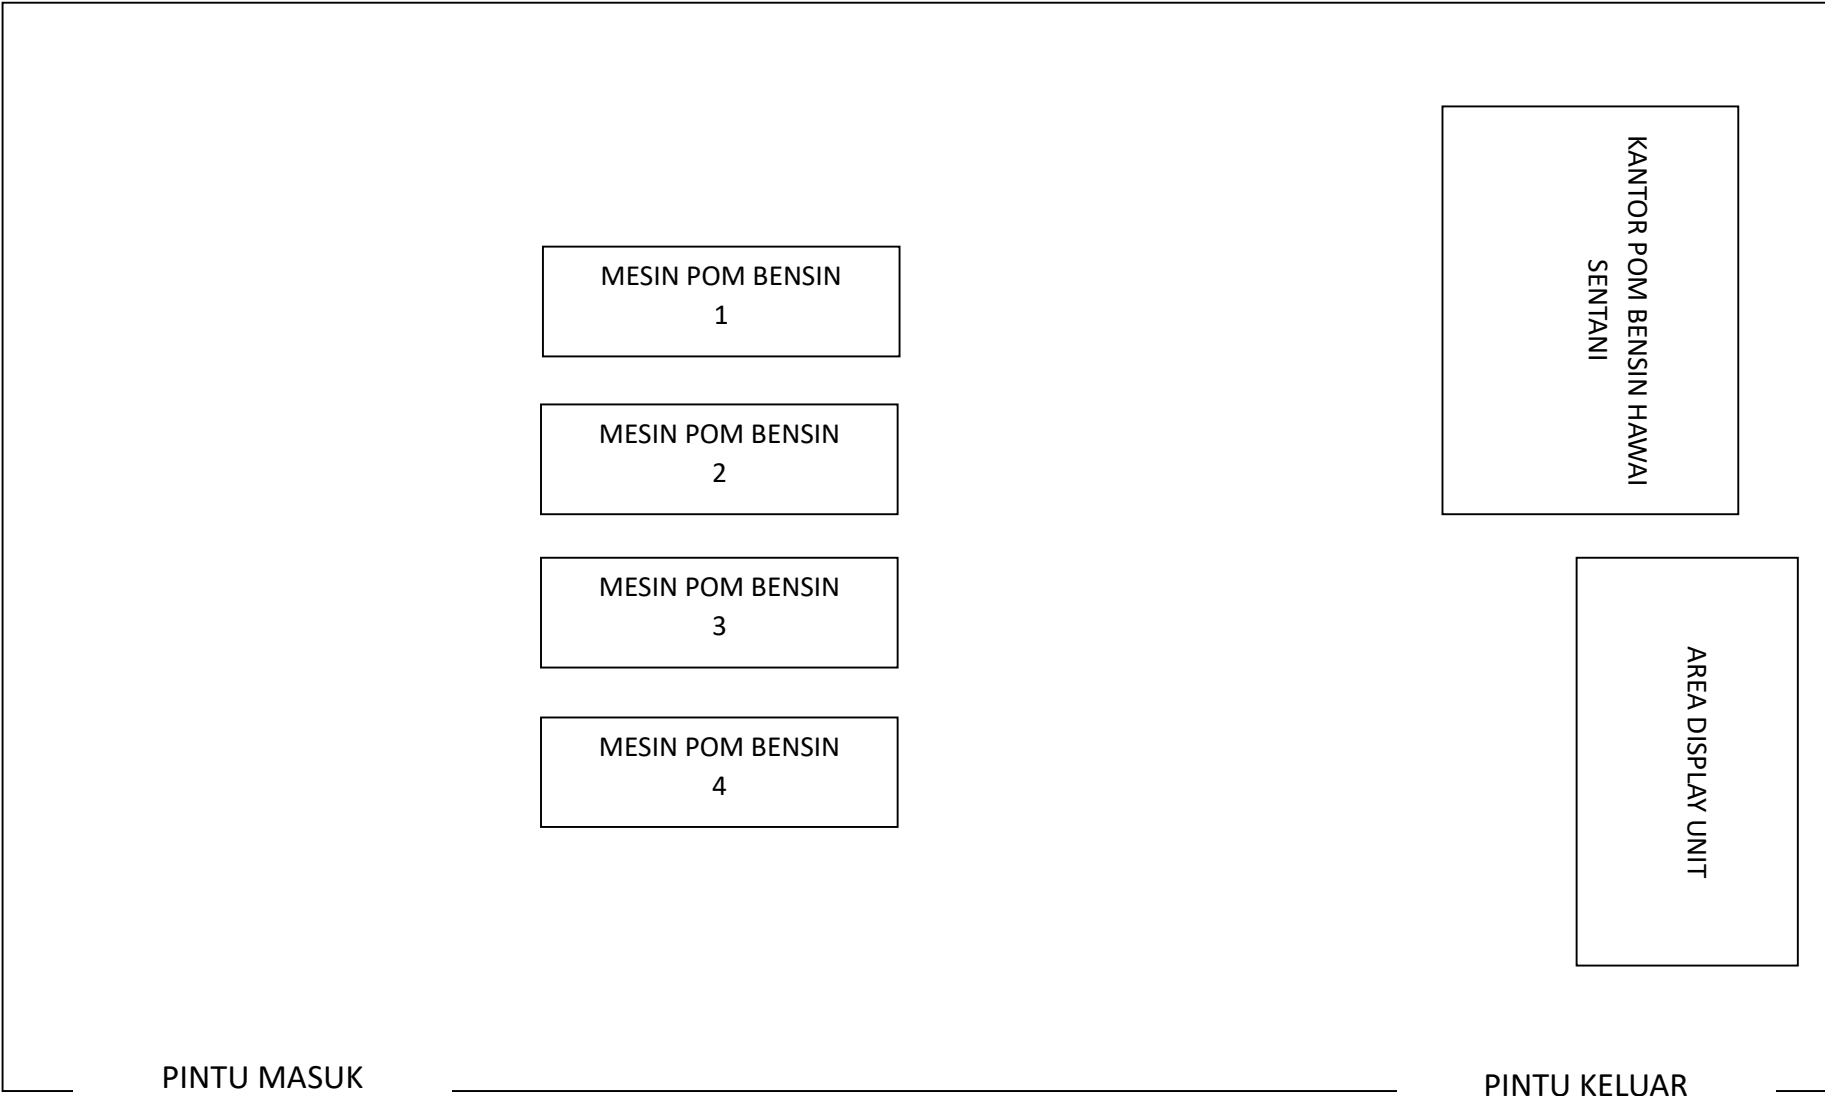 MESIN POM BENSIN
1
MESIN POM BENSIN
2
MESIN POM BENSIN
3
MESIN POM BENSIN
4
KANTOR POM BENSIN HAWAI
SENTANI
AREA DISPLAY UNIT
PINTU MASUK
PINTU KELUAR